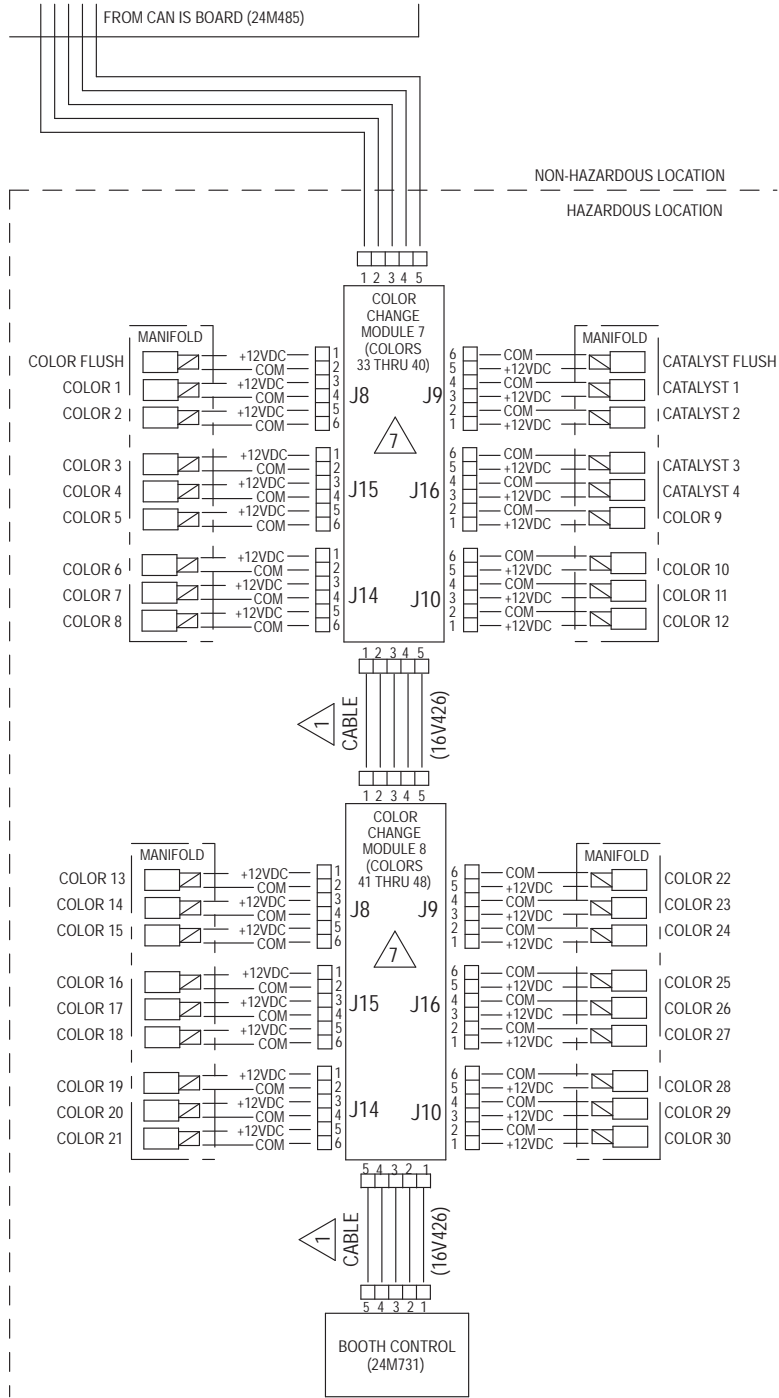 FROM CAN IS BOARD (24M485)
NON-HAZARDOUS LOCATION
HAZARDOUS LOCATION
1 2 3 4 5
COLOR
CHANGE
MODULE 7
(COLORS
33 THRU 40)
MANIFOLD
MANIFOLD
COLOR FLUSH +12VDC 1 6 COM CATALYST FLUSH
COM 2 5 +12VDC
COLOR 1 +12VDC 3 4 COM CATALYST 1
COM 4 J8 J9 3 +12VDC
COLOR 2 +12VDC 5 2 COM CATALYST 2
COM 6 1 +12VDC
7
COLOR 3 +12VDC 1 6 COM CATALYST 3
COM 2 5 +12VDC
COLOR 4 +12VDC 3 J15 J16 4 COM CATALYST 4
COM 4 3 +12VDC
COLOR 5 +12VDC 5 2 COM COLOR 9
COM 6 1 +12VDC
COLOR 6 +12VDC 1 6 COM COLOR 10
COM 2 5 +12VDC
COLOR 7 +12VDC 3 4 COM COLOR 11
COM 4 J14 J10 3 +12VDC
COLOR 8 +12VDC 5 2 COM COLOR 12
COM 6 1 +12VDC
1 2 3 4 5
1 CABLE (16V426)
1 2 3 4 5
COLOR
CHANGE
MODULE 8
(COLORS
41 THRU 48)
MANIFOLD
MANIFOLD
COLOR 13 +12VDC 1 6 COM COLOR 22
COM 2 5 +12VDC
COLOR 14 +12VDC 3 4 COM COLOR 23
COM 4 J8 J9 3 +12VDC
COLOR 15 +12VDC 5 2 COM COLOR 24
COM 6 1 +12VDC
7
COLOR 16 +12VDC 1 6 COM COLOR 25
COM 2 5 +12VDC
COLOR 17 +12VDC 3 J15 J16 4 COM COLOR 26
COM 4 3 +12VDC
COLOR 18 +12VDC 5 2 COM COLOR 27
COM 6 1 +12VDC
COLOR 19 +12VDC 1 6 COM COLOR 28
COM 2 5 +12VDC
COLOR 20 +12VDC 3 4 COM COLOR 29
COM 4 J14 J10 3 +12VDC
COLOR 21 +12VDC 5 2 COM COLOR 30
COM 6 1 +12VDC
5 4 3 2 1
1 CABLE (16V426)
5 4 3 2 1
BOOTH CONTROL
(24M731)